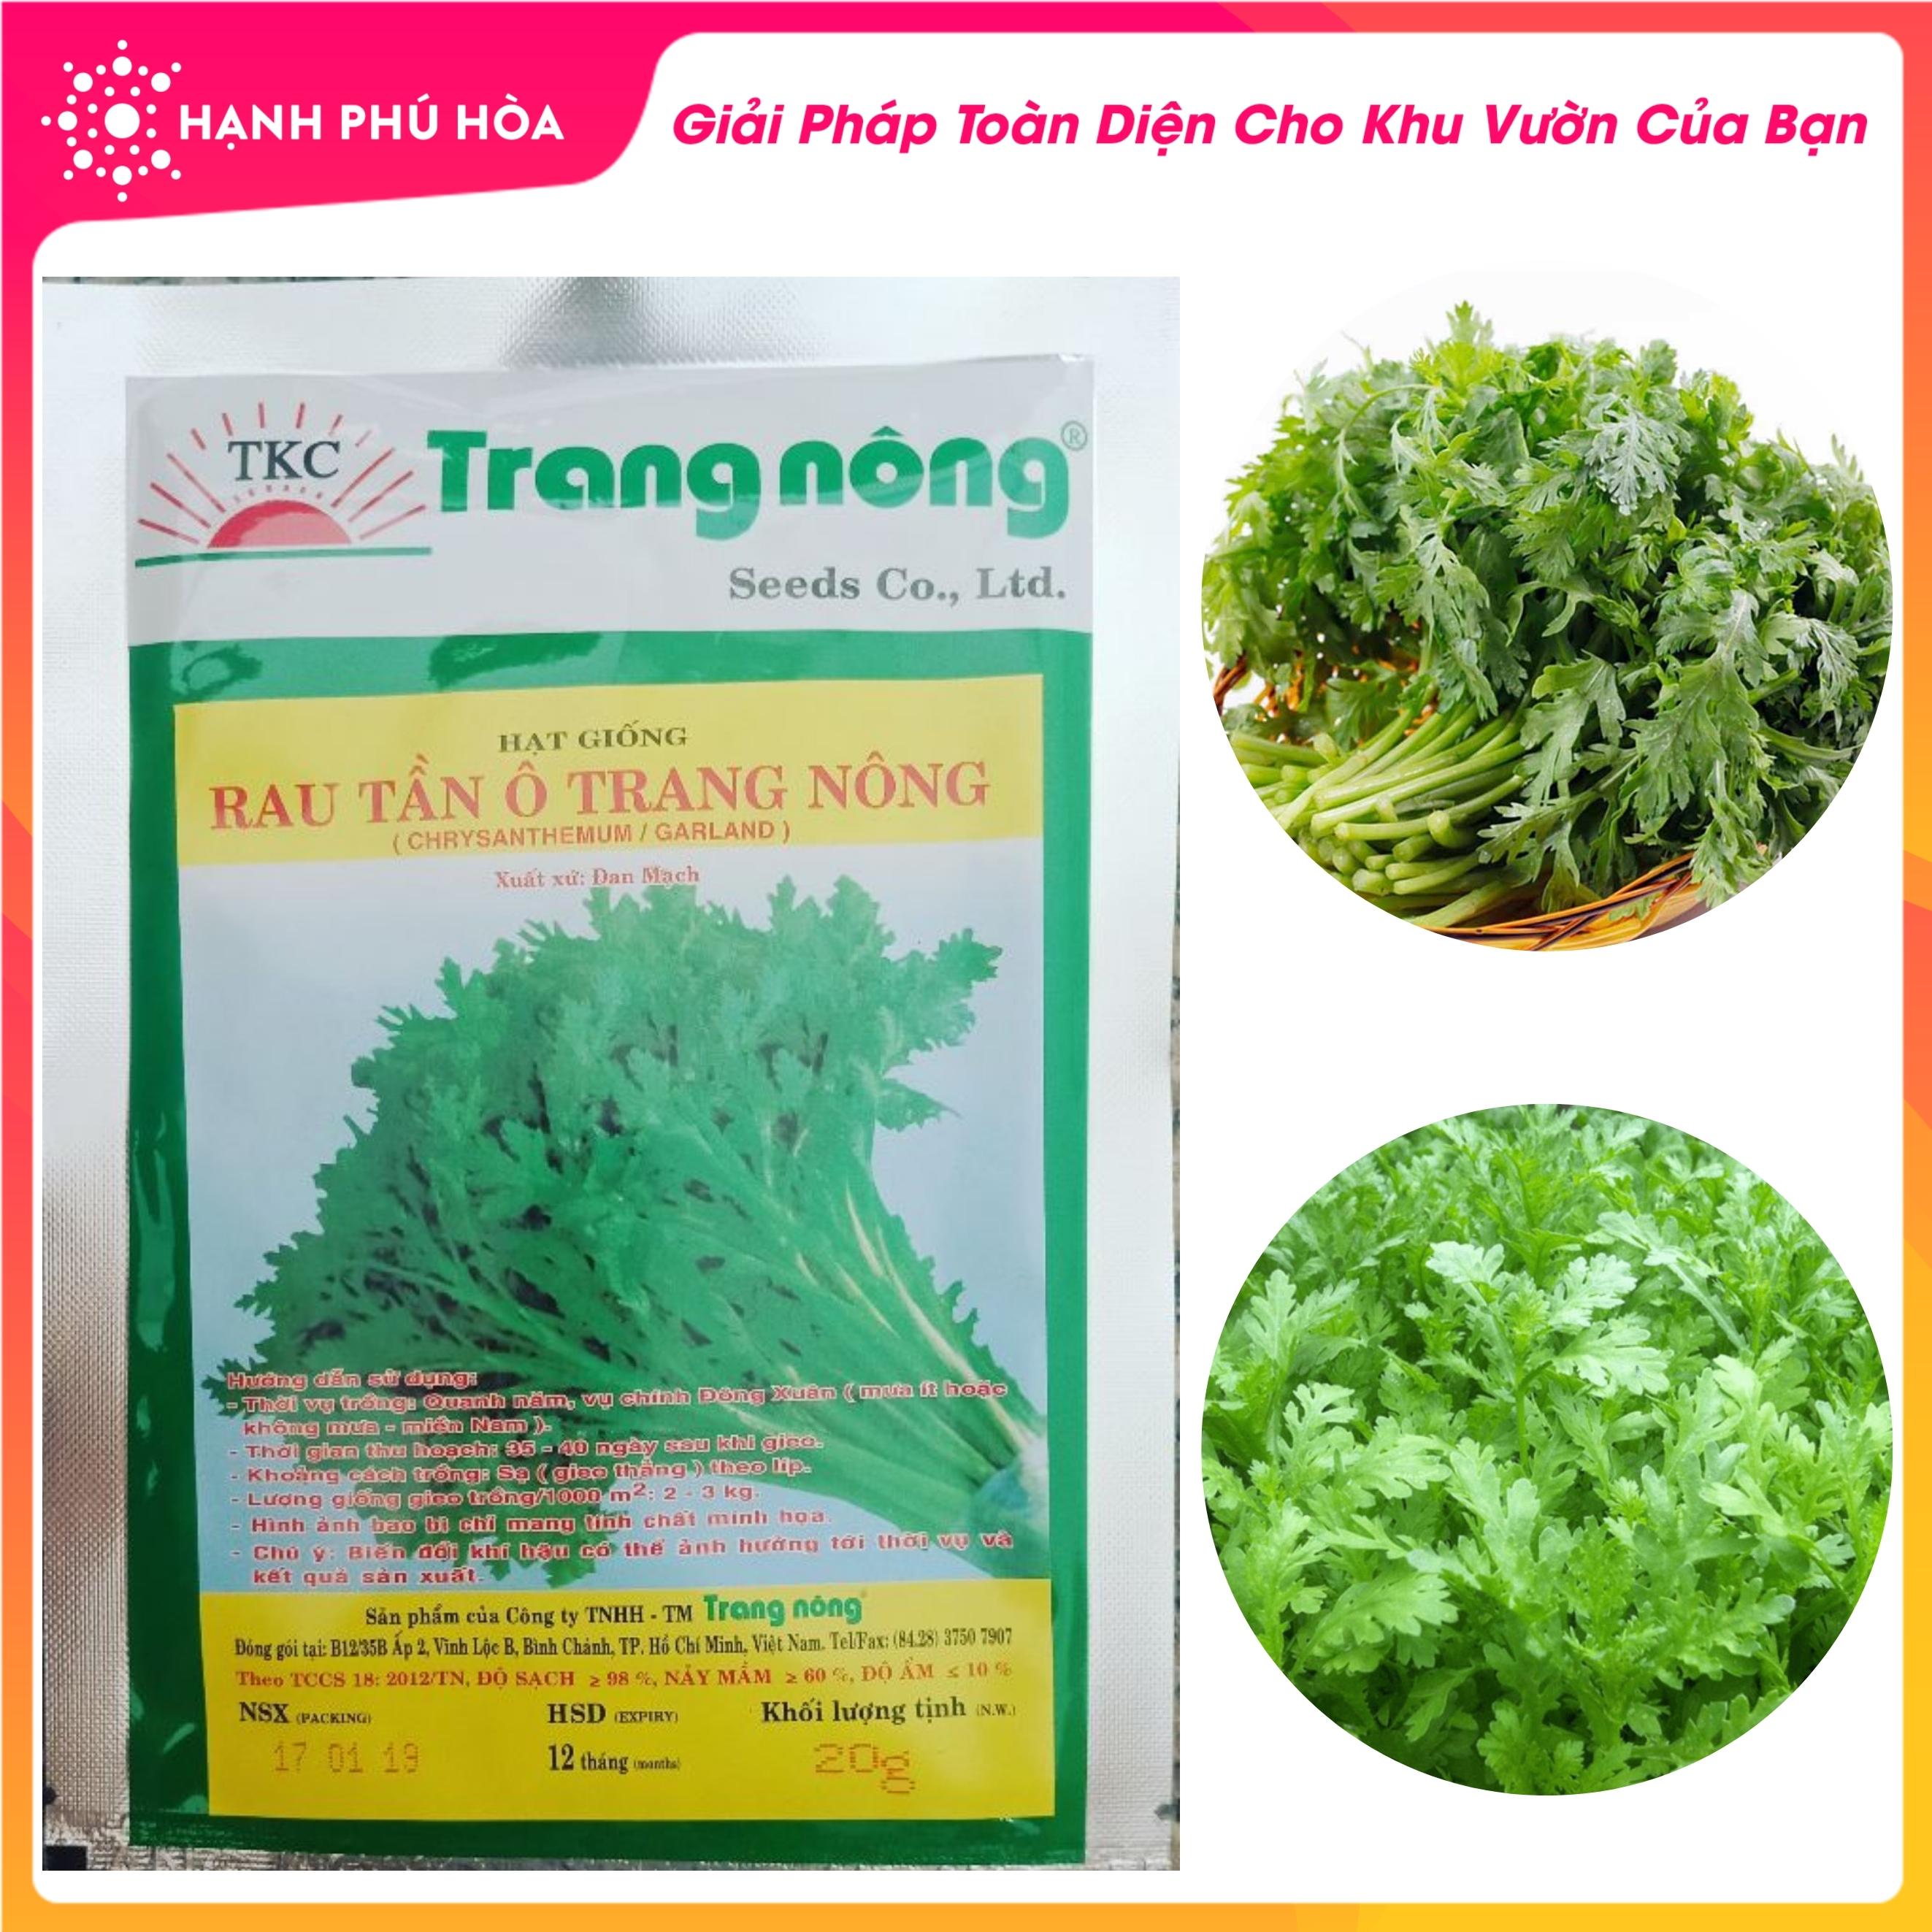 HẠNH PHÚ HÒA
Giải Pháp Toàn Diện Cho Khu Vườn Của Bạn
TKC
Trang nông®
Seeds Co., Ltd.
HẠT GIỐNG
RAU TẦN Ô TRANG NÔNG
( CHRYSANTHEMUM / GARLAND )
Xuất xứ: Đan Mạch
Hướng dẫn sử dụng:
- Thời vụ trồng: Quanh năm, vụ chính Đông Xuân ( mưa ít hoặc
không mưa - miền Nam ).
- Thời gian thu hoạch: 35 - 40 ngày sau khi gieo.
- Khoảng cách trồng: Sạ ( gieo thẳng ) theo líp.
- Lượng giống gieo trồng/1000 m²: 2 - 3 kg.
- Hình ảnh bao bì chỉ mang tính chất minh họa.
- Chú ý: Biến đổi khí hậu có thể ảnh hưởng tới thời vụ và
kết quả sản xuất.
Sản phẩm của Công ty TNHH - TM Trang nông
Đóng gói tại: B12/35B Ấp 2, Vĩnh Lộc B, Bình Chánh, TP. Hồ Chí Minh, Việt Nam. Tel/Fax: (84.28) 3750 7907
Theo TCCS 18: 2012/TN, ĐỘ SẠCH ≥ 98 %, NẢY MẦM ≥ 60 %, ĐỘ ẨM ≤ 10 %
NSX (PACKING) HSD (EXPIRY) Khối lượng tịnh (N.W.)
17 01 19 12 tháng (months) 20g